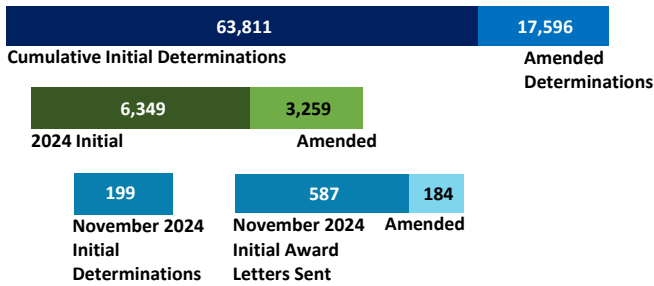 63,811 17,596
Cumulative Initial Determinations Amended
Determinations
6,349 3,259
2024 Initial Amended
199 587 184
November 2024 November 2024 Amended
Initial Initial Award
Determinations Letters Sent